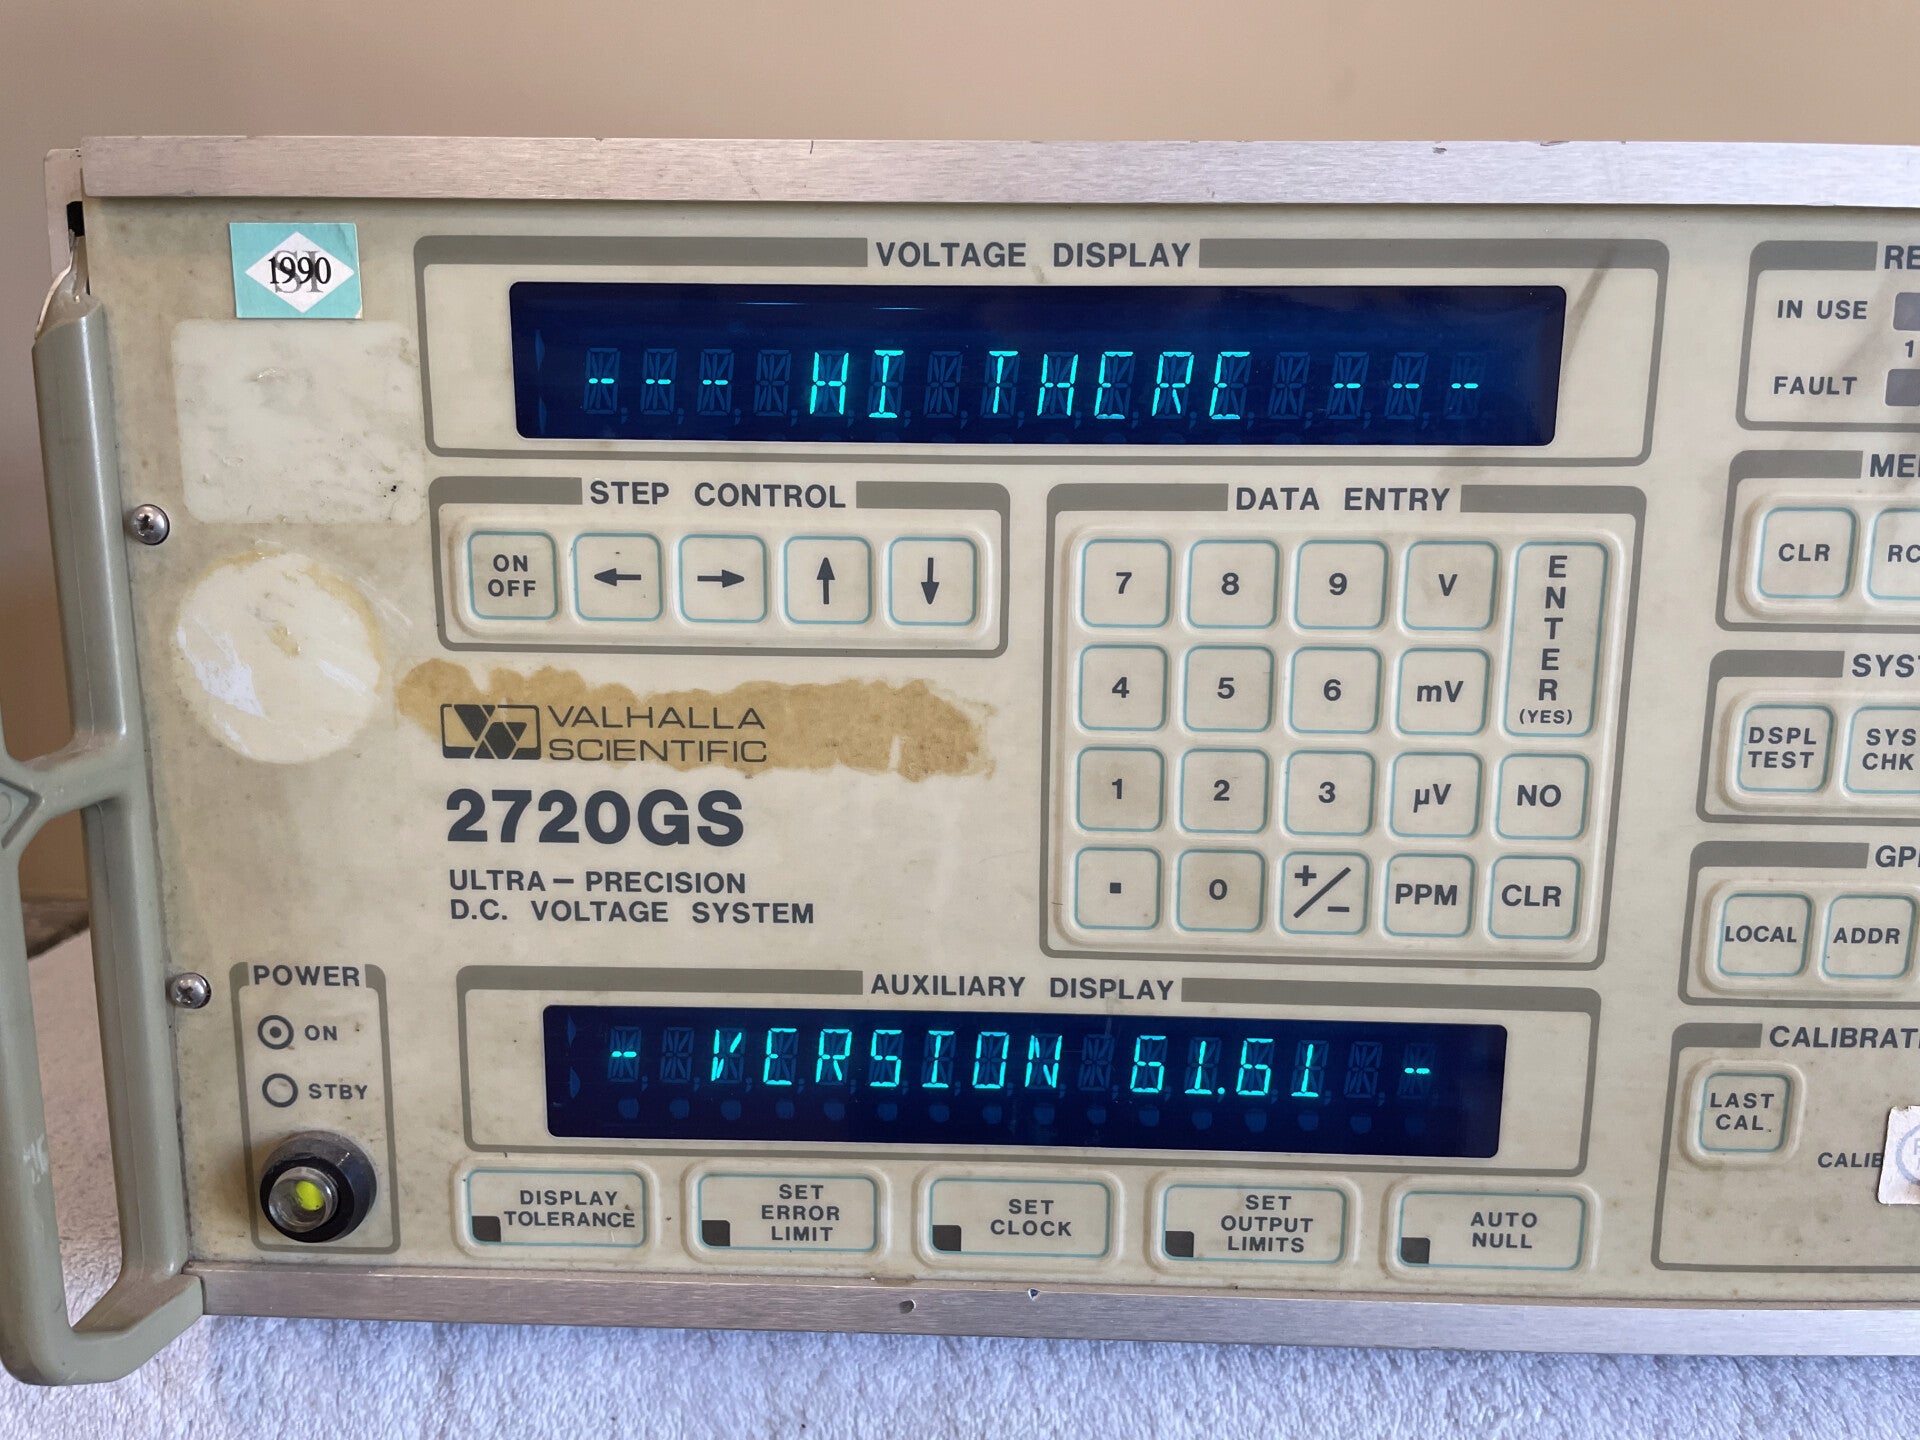 1990
SI
VOLTAGE DISPLAY
- - - HI THERE - - -
IN USE
1
FAULT
STEP CONTROL
ON
OFF
DATA ENTRY
7 8 9 V
ENTER
(YES)
4 5 6 mV
1 2 3 µV NO
. 0 +/- PPM CLR
CLR
DSPL
TEST
SYS
CHK
LOCAL
ADDR
VALHALLA
SCIENTIFIC
2720GS
ULTRA – PRECISION
D.C. VOLTAGE SYSTEM
POWER
ON
STBY
AUXILIARY DISPLAY
- VERSION 61.61 -
LAST
CAL.
DISPLAY
TOLERANCE
SET
ERROR
LIMIT
SET
CLOCK
SET
OUTPUT
LIMITS
AUTO
NULL